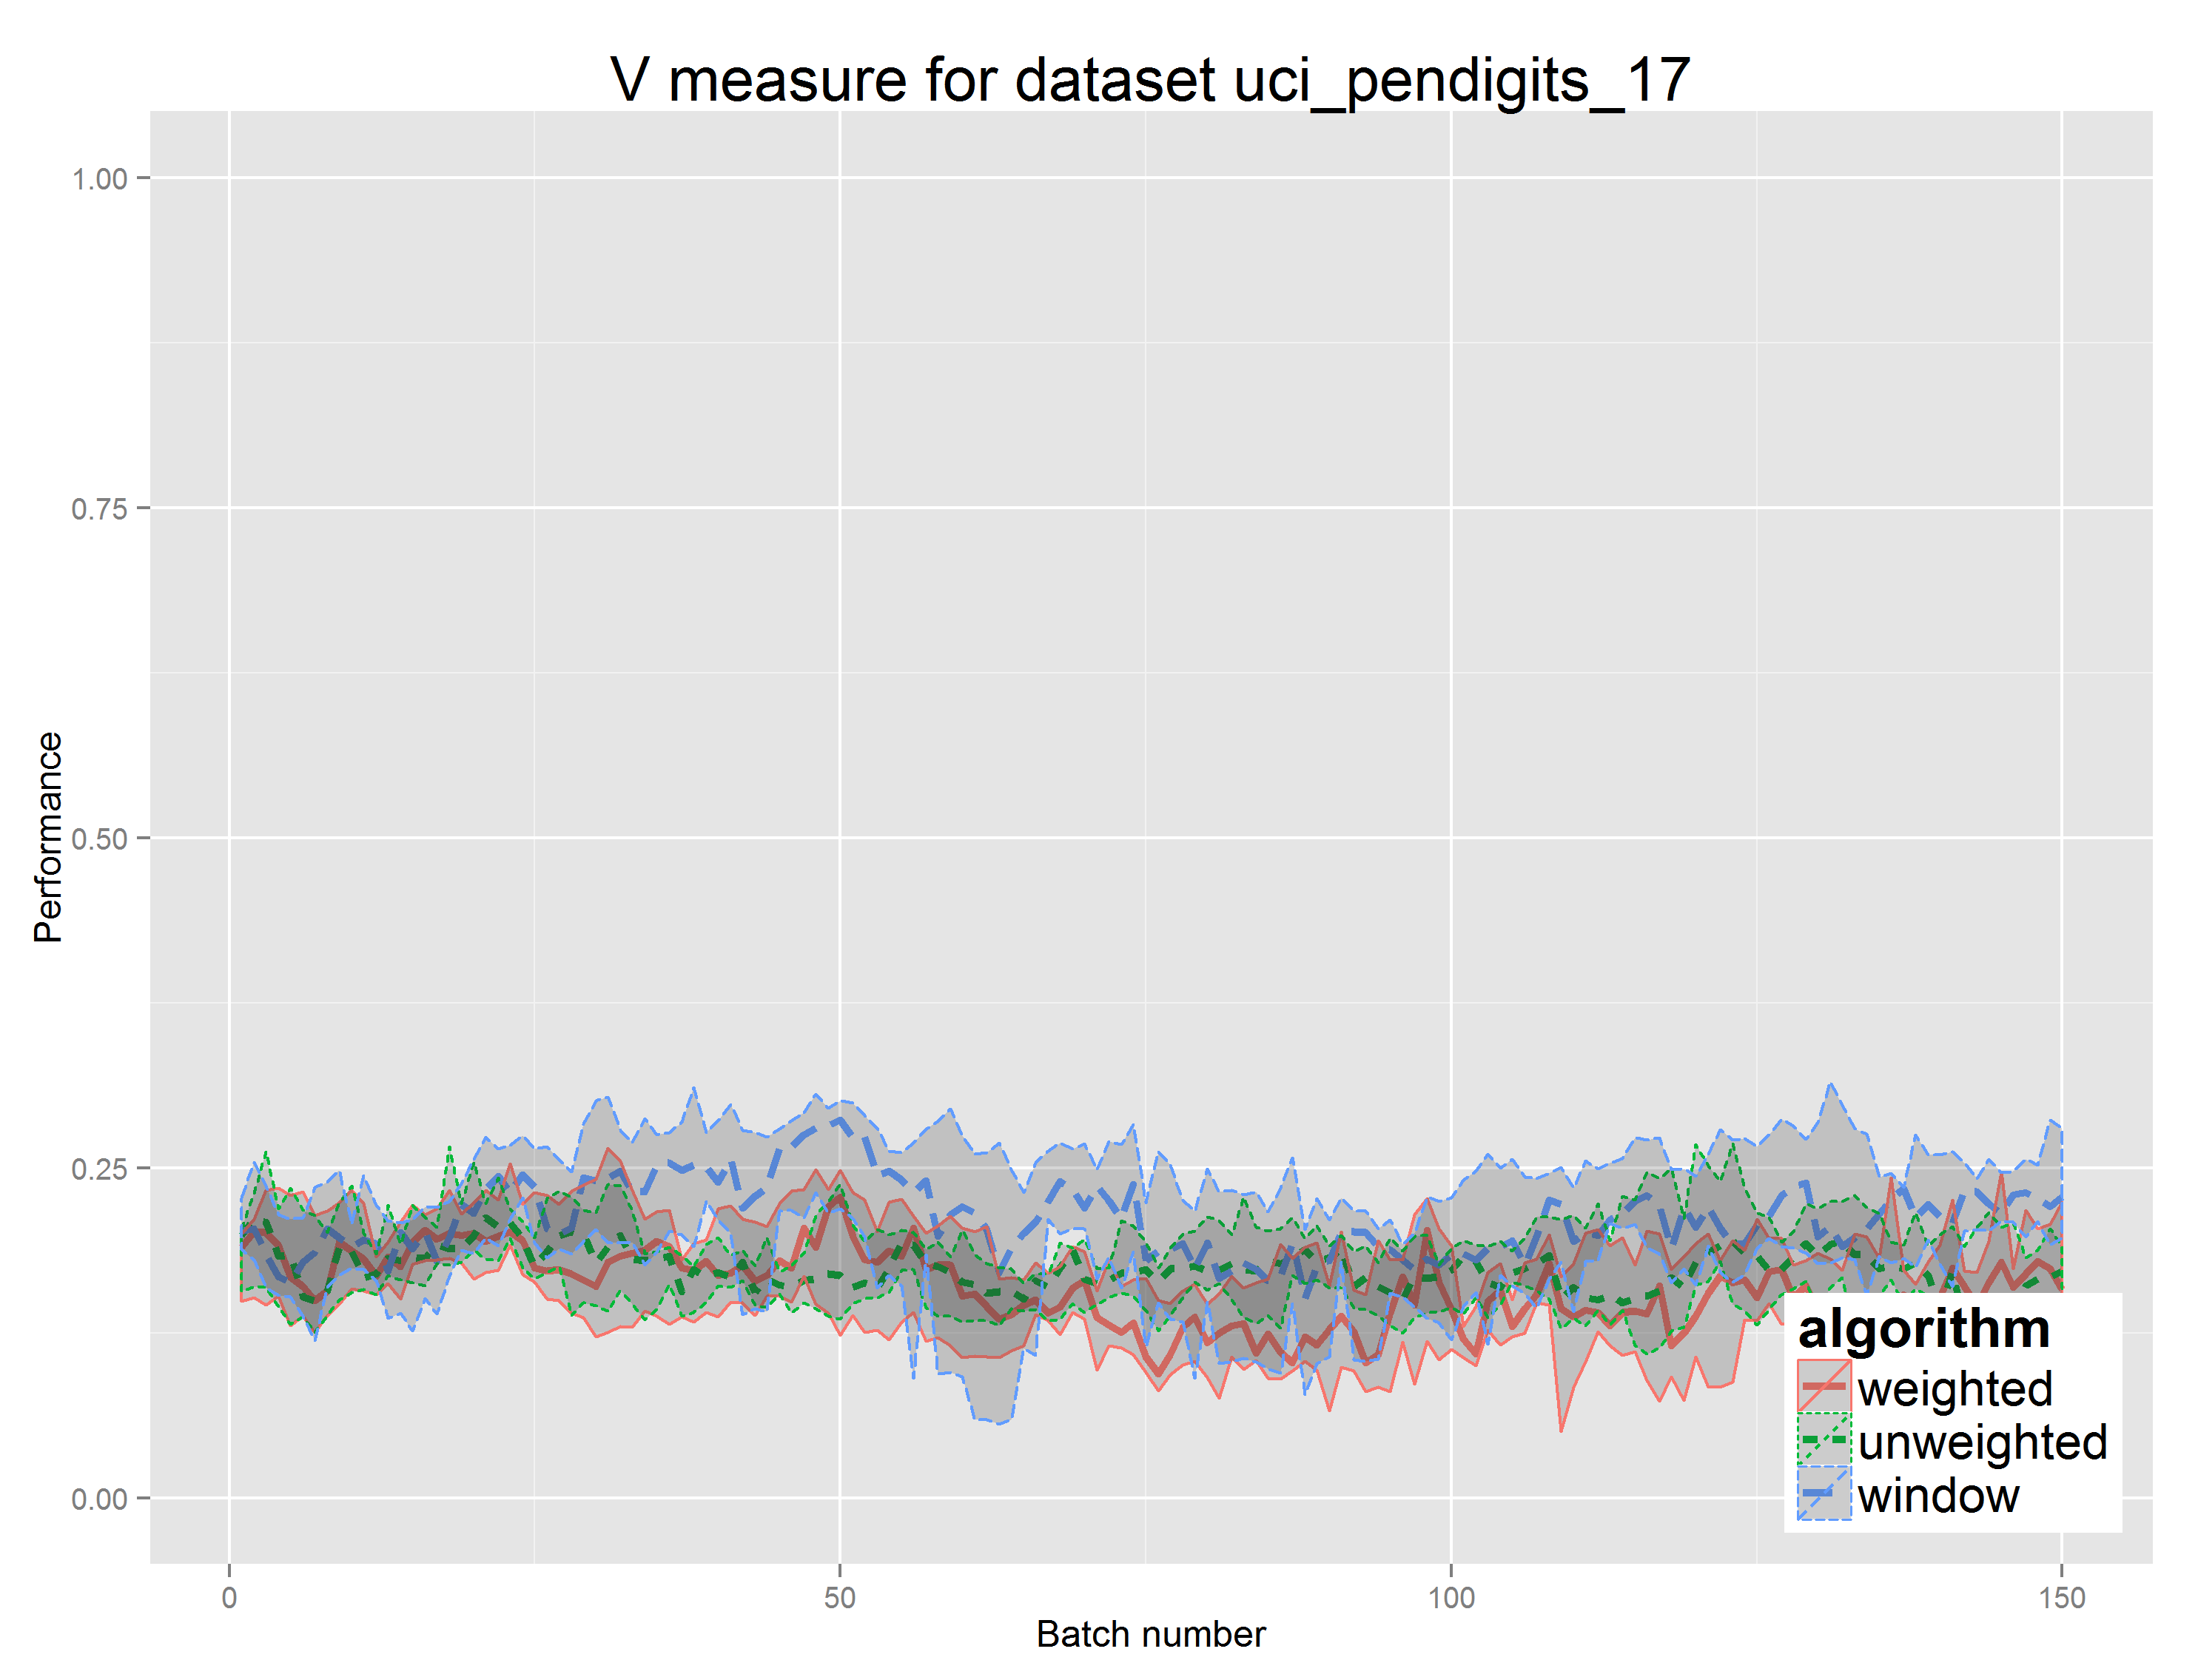 V measure for dataset uci_pendigits_17
1.00
0.75
0.50
0.25
0.00
Performance
0
50
100
150
Batch number
algorithm
weighted
unweighted
window